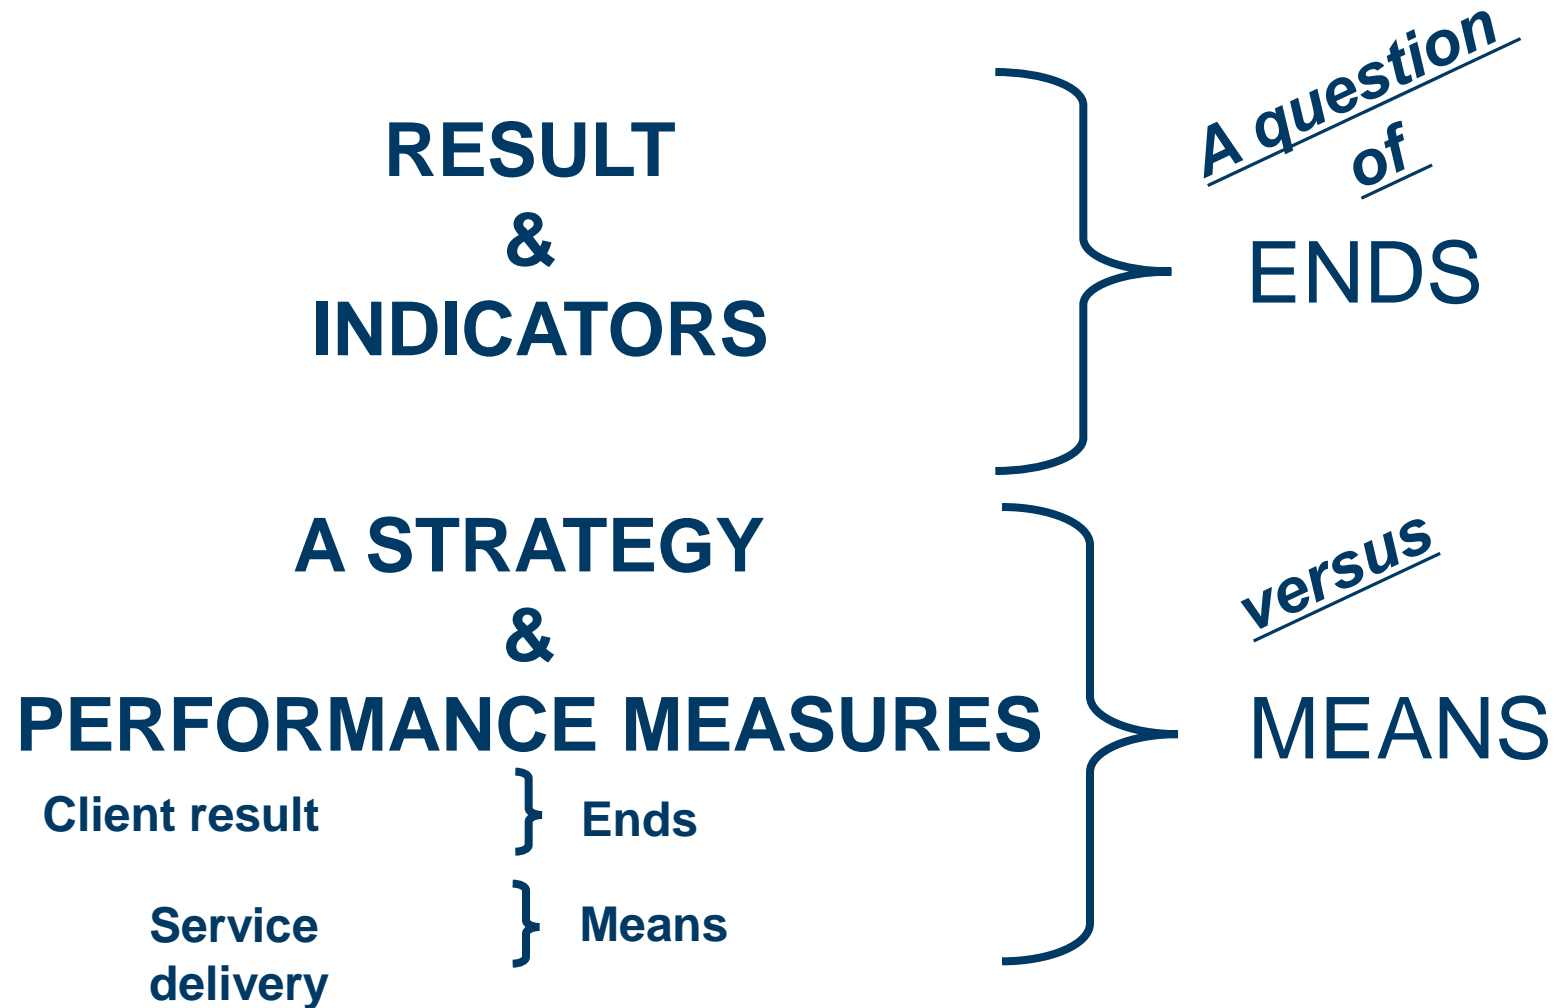 RESULT
&
INDICATORS
A question
of
ENDS
A STRATEGY
&
PERFORMANCE MEASURES
versus
MEANS
Client result
Ends
Service
delivery
Means